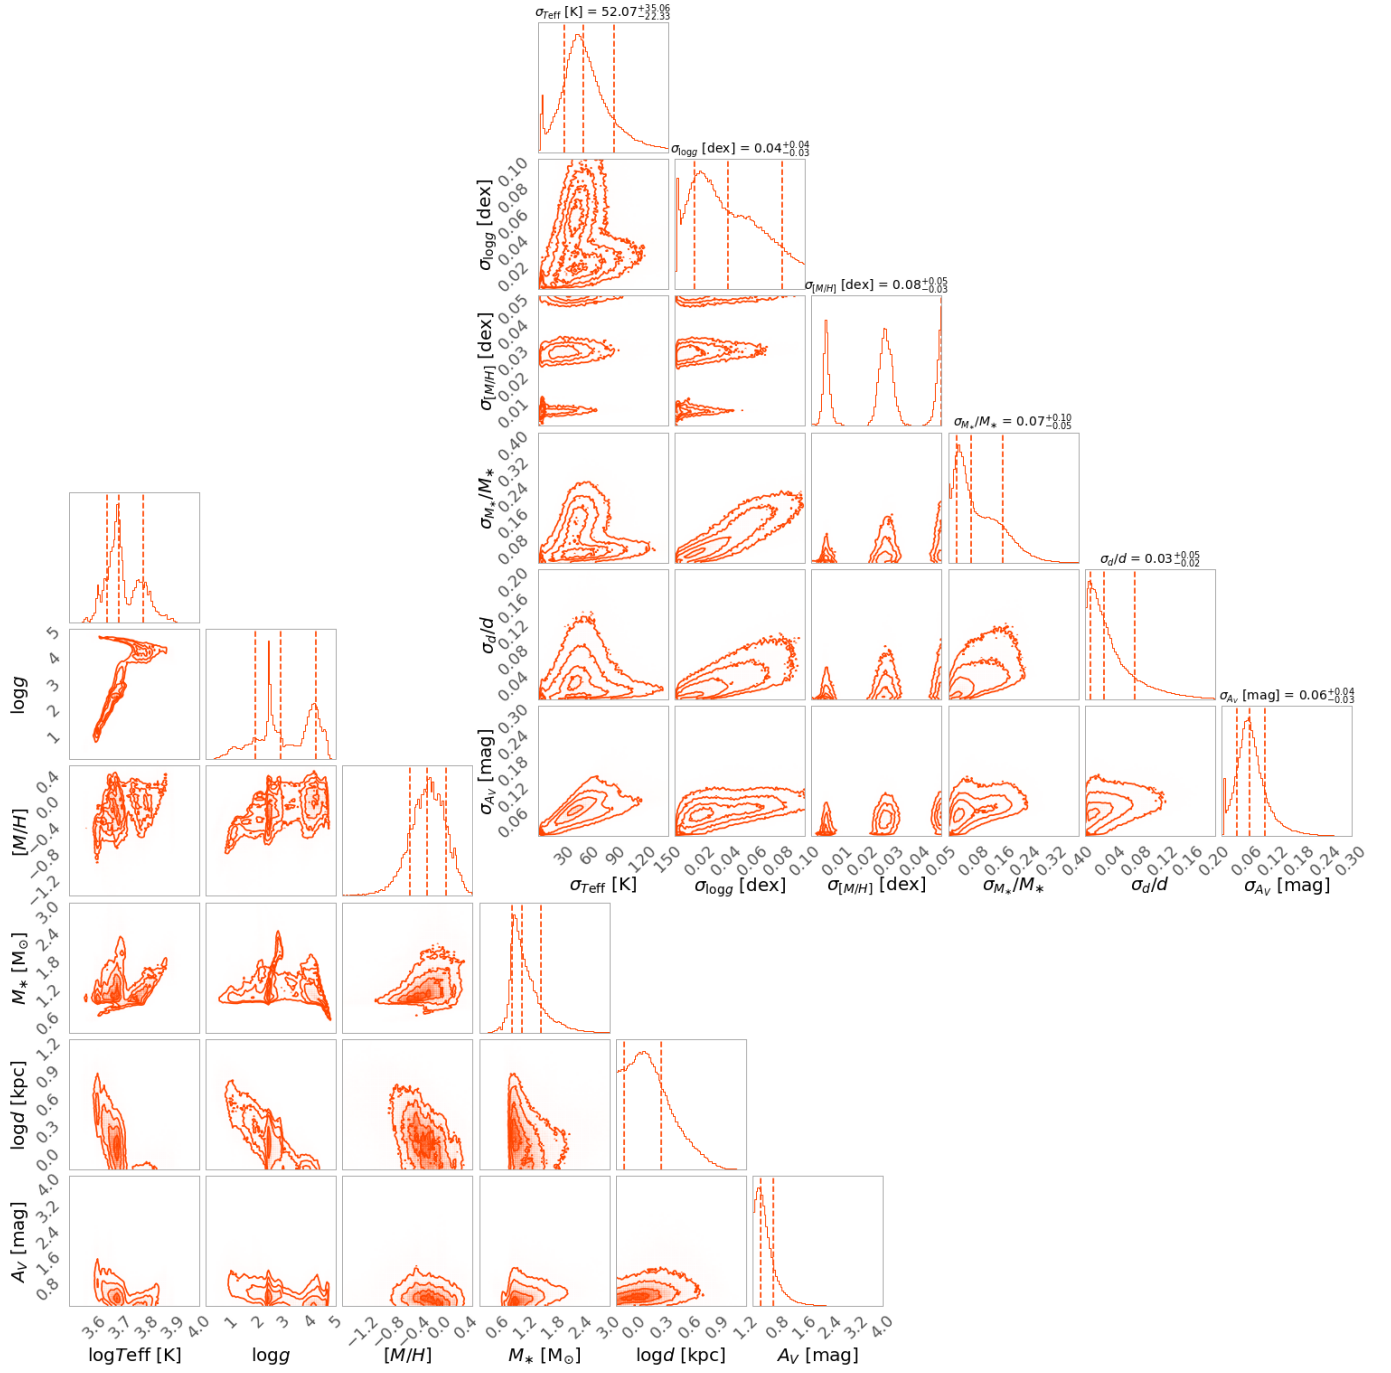 σTeff [K] = 52.07+35.06−22.33
σlogg [dex] = 0.04+0.04−0.03
σ[M/H] [dex] = 0.08+0.05−0.03
σM∗/M∗ = 0.07+0.10−0.05
σd/d = 0.03+0.05−0.02
σAV [mag] = 0.06+0.04−0.03
σlogg [dex]
0.10
0.08
0.06
0.04
0.02
σ[M/H] [dex]
0.05
0.04
0.03
0.02
0.01
σM∗/M∗
0.40
0.32
0.24
0.16
0.08
0.00
σd/d
0.20
0.16
0.12
0.08
0.04
σAV [mag]
0.30
0.24
0.18
0.12
0.06
30 60 90 120 150
σTeff [K]
0.02 0.04 0.06 0.08 0.10
σlogg [dex]
0.01 0.02 0.03 0.04 0.05
σ[M/H] [dex]
0.08 0.16 0.24 0.32 0.40
σM∗/M∗
0.04 0.08 0.12 0.16 0.20
σd/d
0.06 0.12 0.18 0.24 0.30
σAV [mag]
logg
5
4
3
2
1
[M/H]
0.4
0.0
−0.4
−0.8
−1.2
M∗ [M⊙]
3.0
2.4
1.8
1.2
0.6
logd [kpc]
1.2
0.9
0.6
0.3
0.0
AV [mag]
4.0
3.2
2.4
1.6
0.8
3.6 3.7 3.8 3.9 4.0
logTeff [K]
1 2 3 4 5
logg
−1.2 −0.8 −0.4 0.0 0.4
[M/H]
0.6 1.2 1.8 2.4 3.0
M∗ [M⊙]
0.0 0.3 0.6 0.9 1.2
logd [kpc]
0.8 1.6 2.4 3.2 4.0
AV [mag]